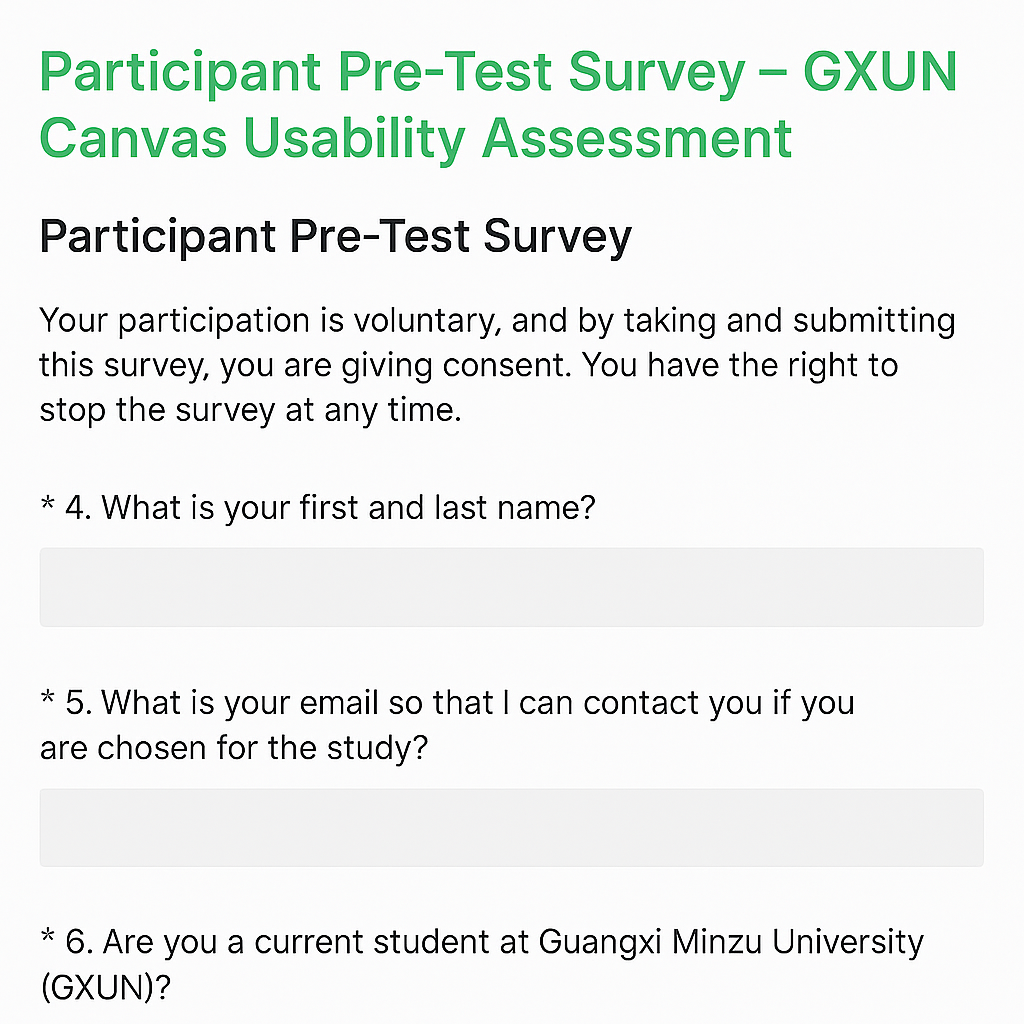 Participant Pre-Test Survey – GXUN
Canvas Usability Assessment
Participant Pre-Test Survey
Your participation is voluntary, and by taking and submitting
this survey, you are giving consent. You have the right to
stop the survey at any time.
* 4. What is your first and last name?
* 5. What is your email so that I can contact you if you
are chosen for the study?
* 6. Are you a current student at Guangxi Minzu University
(GXUN)?